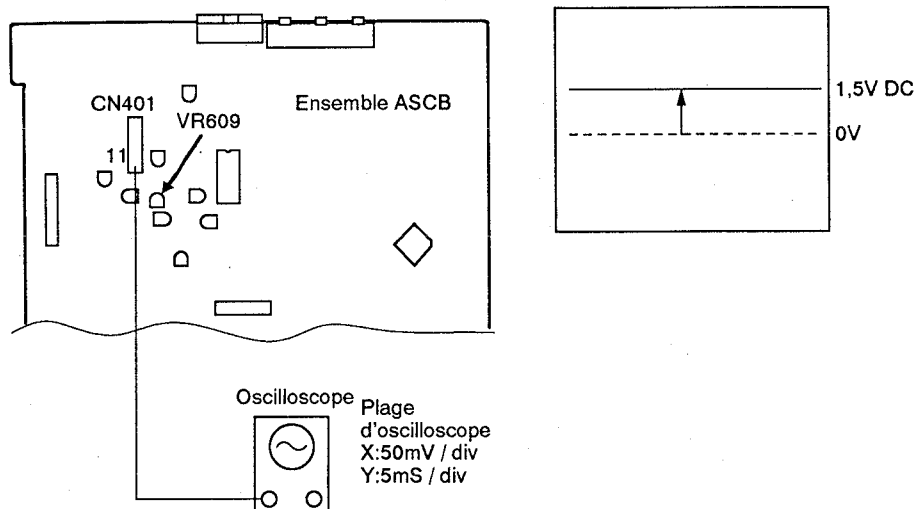 CN401
VR609
11
Ensemble ASCB
1,5V DC
0V
Oscilloscope
Plage
d'oscilloscope
X:50mV / div
Y:5mS / div